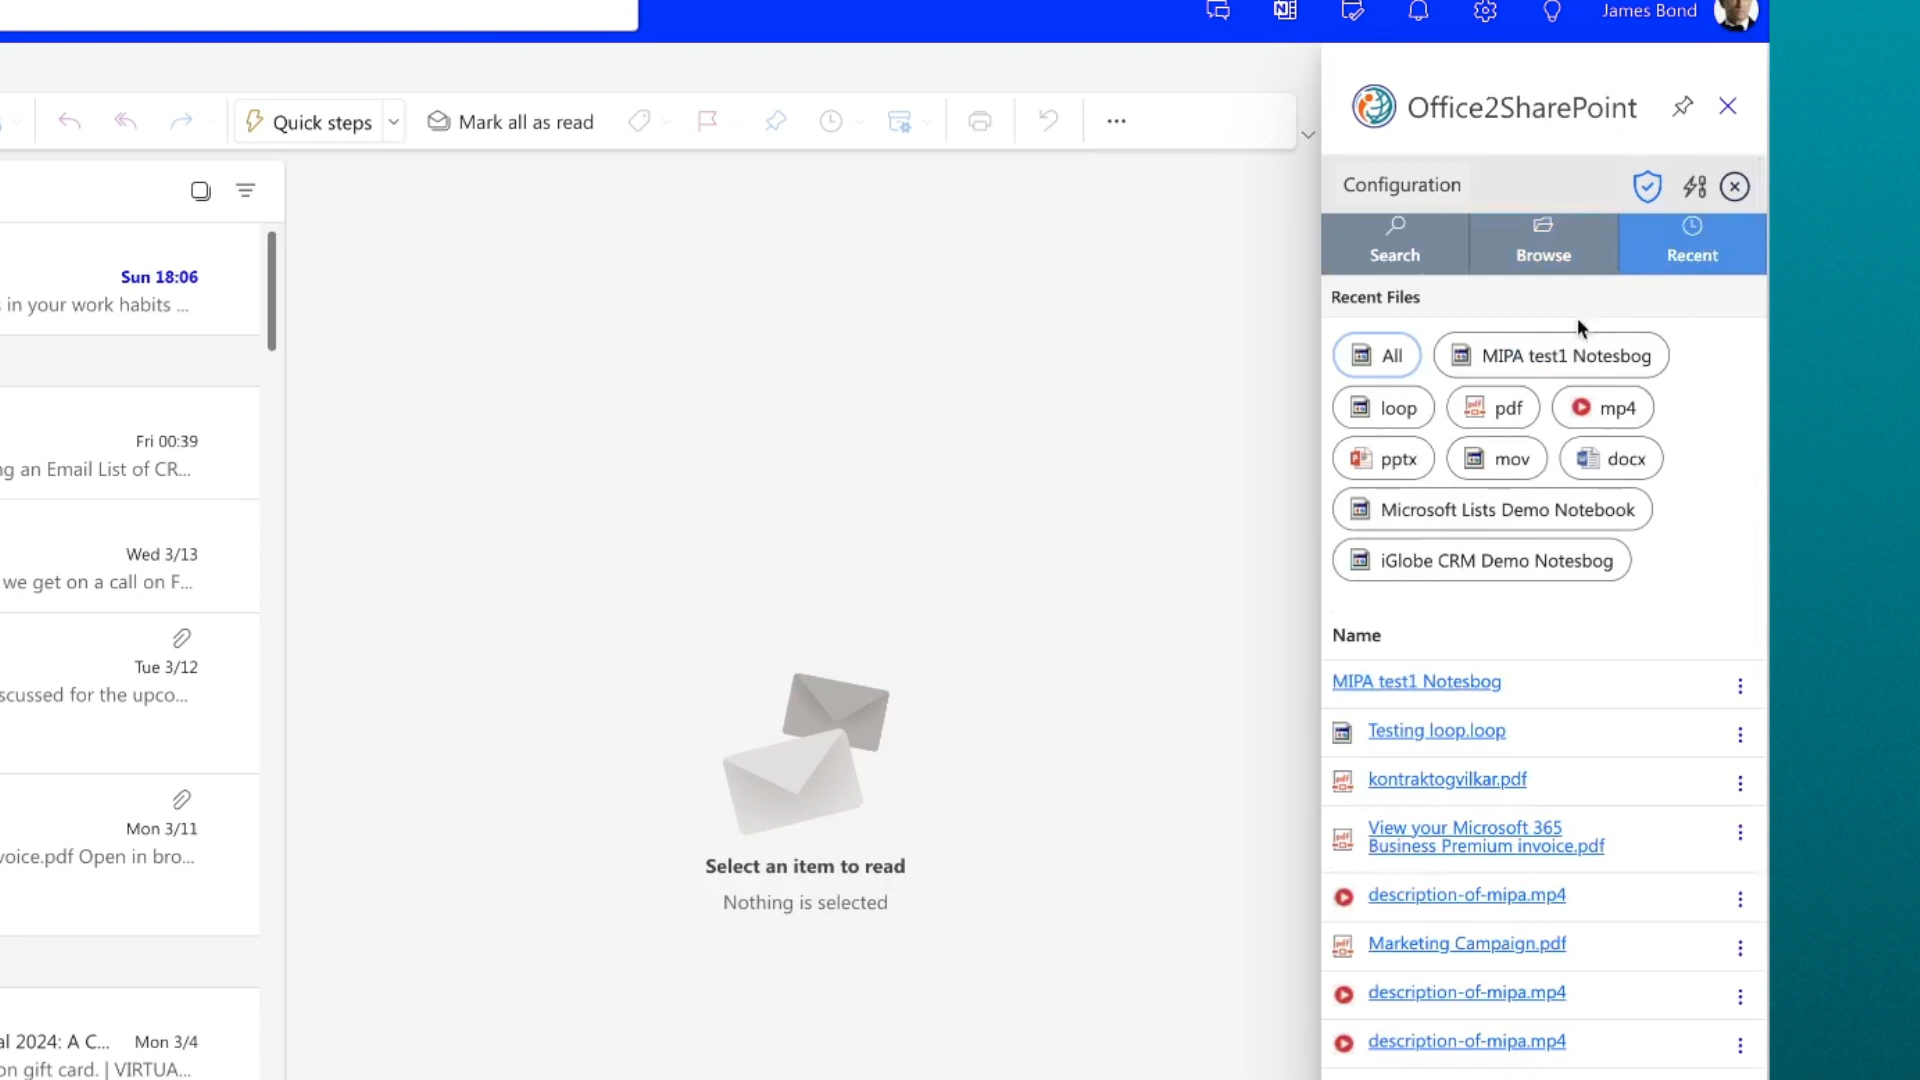 James Bond
Quick steps
Mark all as read
Office2SharePoint
Configuration
Search
Browse
Recent
Recent Files
All
MIPA test1 Notesbog
loop
pdf
mp4
pptx
mov
docx
Microsoft Lists Demo Notebook
iGlobe CRM Demo Notesbog
Name
MIPA test1 Notesbog
Testing loop.loop
kontraktogvilkar.pdf
View your Microsoft 365
Business Premium invoice.pdf
description-of-mipa.mp4
Marketing Campaign.pdf
description-of-mipa.mp4
description-of-mipa.mp4
Sun 18:06
s in your work habits ...
Fri 00:39
ng an Email List of CR...
Wed 3/13
we get on a call on F...
Tue 3/12
scussed for the upco...
Mon 3/11
voice.pdf Open in bro...
al 2024: A C... Mon 3/4
on gift card. | VIRTUA...
Select an item to read
Nothing is selected